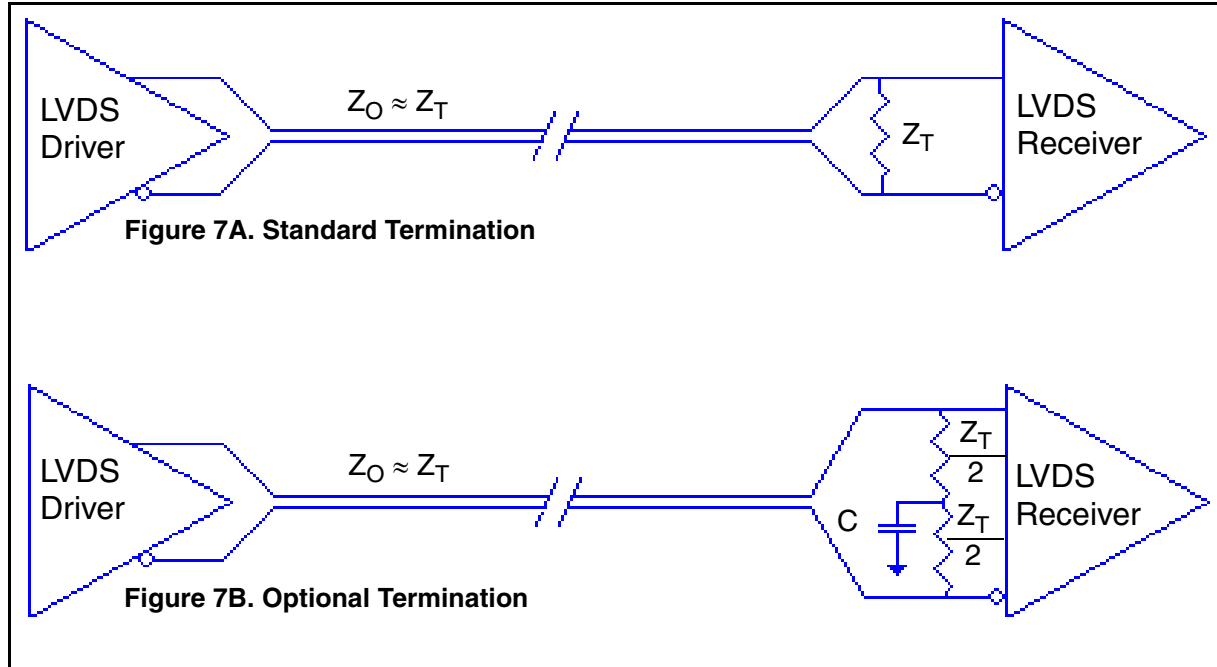 LVDS
Driver
Z_O ≈ Z_T
Z_T
LVDS
Receiver
Figure 7A. Standard Termination
LVDS
Driver
Z_O ≈ Z_T
C
Z_T
2
Z_T
2
LVDS
Receiver
Figure 7B. Optional Termination